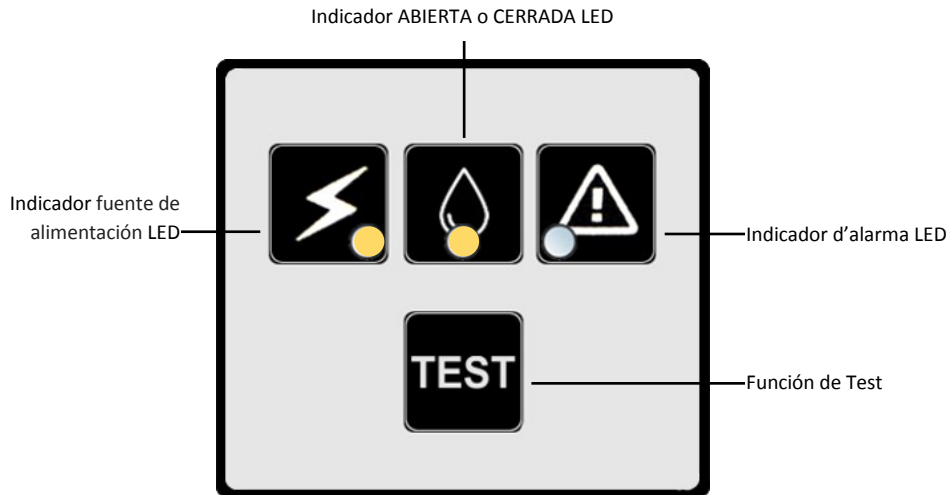 Indicador ABIERTA o CERRADA LED
Indicador fuente de
alimentación LED
Indicador d’alarma LED
TEST
Función de Test